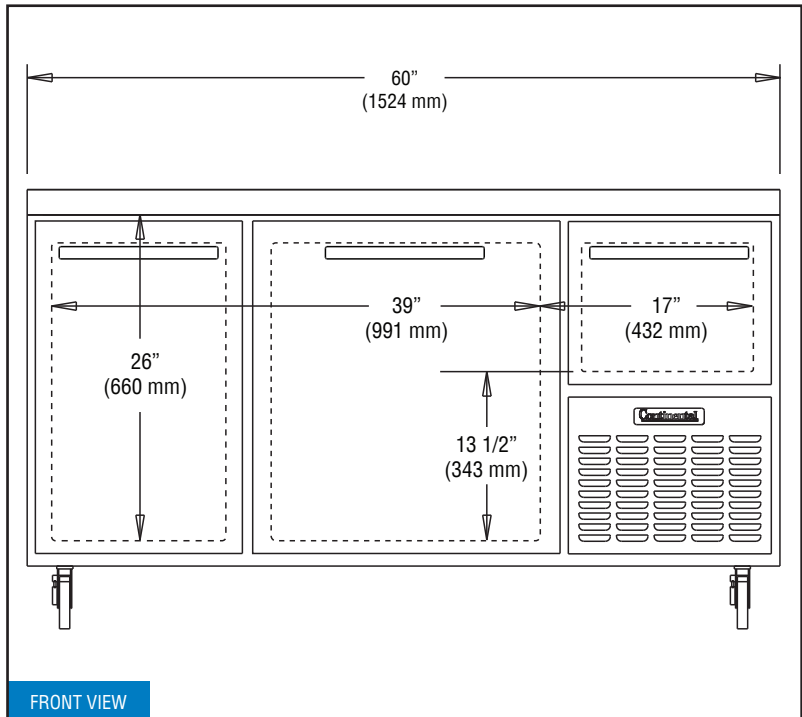 60”
(1524 mm)
39”
(991 mm)
17”
(432 mm)
26”
(660 mm)
13 1/2”
(343 mm)
Continental
FRONT VIEW